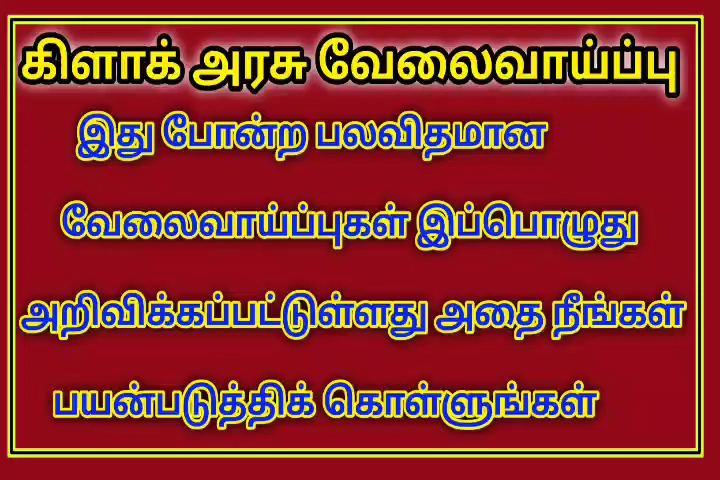 கிளாக் அரசு வேலைவாய்ப்பு
இது போன்ற பலவிதமான
வேலைவாய்ப்புகள் இப்பொழுது
அறிவிக்கப்பட்டுள்ளது அதை நீங்கள்
பயன்படுத்திக் கொள்ளுங்கள்